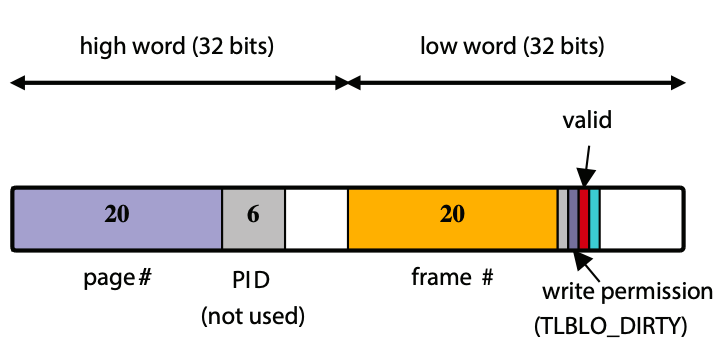 high word (32 bits)
low word (32 bits)
valid
20
6
20
page #
PID
(not used)
frame #
write permission
(TLBLO_DIRTY)